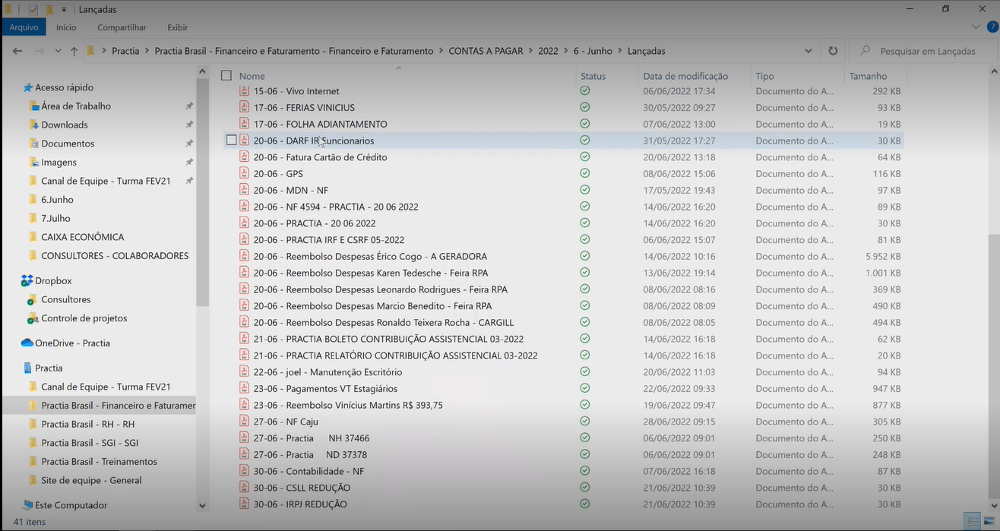 Lançadas
Arquivo Início Compartilhar Exibir
Practia > Practia Brasil - Financeiro e Faturamento - Financeiro e Faturamento > CONTAS A PAGAR > 2022 > 6 - Junho > Lançadas
Pesquisar em Lançadas
Acesso rápido
Área de Trabalho
Downloads
Documentos
Imagens
Canal de Equipe - Turma FEV21
6.Junho
7.Julho
CAIXA ECONÔMICA
CONSULTORES - COLABORADORES
Dropbox
Consultores
Controle de projetos
OneDrive - Practia
Practia
Canal de Equipe - Turma FEV21
Practia Brasil - Financeiro e Faturamer
Practia Brasil - RH - RH
Practia Brasil - SGI - SGI
Practia Brasil - Treinamentos
Site de equipe - General
Este Computador
Nome Status Data de modificação Tipo Tamanho
15-06 - Vivo Internet 06/06/2022 17:34 Documento do A... 292 KB
17-06 - FERIAS VINICIUS 30/05/2022 09:27 Documento do A... 93 KB
17-06 - FOLHA ADIANTAMENTO 07/06/2022 13:00 Documento do A... 19 KB
20-06 - DARF IR Funcionarios 31/05/2022 17:27 Documento do A... 30 KB
20-06 - Fatura Cartão de Crédito 20/06/2022 13:18 Documento do A... 64 KB
20-06 - GPS 08/06/2022 15:06 Documento do A... 116 KB
20-06 - MDN - NF 17/05/2022 19:43 Documento do A... 97 KB
20-06 - NF 4594 - PRACTIA - 20 06 2022 14/06/2022 16:20 Documento do A... 89 KB
20-06 - PRACTIA - 20 06 2022 14/06/2022 16:20 Documento do A... 30 KB
20-06 - PRACTIA IRF E CSRF 05-2022 06/06/2022 15:07 Documento do A... 81 KB
20-06 - Reembolso Despesas Érico Cogo - A GERADORA 14/06/2022 10:16 Documento do A... 5.952 KB
20-06 - Reembolso Despesas Karen Tedesche - Feira RPA 13/06/2022 19:14 Documento do A... 1.001 KB
20-06 - Reembolso Despesas Leonardo Rodrigues - Feira RPA 08/06/2022 08:16 Documento do A... 369 KB
20-06 - Reembolso Despesas Marcio Benedito - Feira RPA 08/06/2022 08:09 Documento do A... 490 KB
20-06 - Reembolso Despesas Ronaldo Teixera Rocha - CARGILL 08/06/2022 08:05 Documento do A... 494 KB
21-06 - PRACTIA BOLETO CONTRIBUIÇÃO ASSISTENCIAL 03-2022 14/06/2022 16:18 Documento do A... 62 KB
21-06 - PRACTIA RELATÓRIO CONTRIBUIÇÃO ASSISTENCIAL 03-2022 14/06/2022 16:18 Documento do A... 20 KB
22-06 - joel - Manutenção Escritório 20/06/2022 11:03 Documento do A... 94 KB
23-06 - Pagamentos VT Estagiários 22/06/2022 09:33 Documento do A... 947 KB
23-06 - Reembolso Vinícius Martins R$ 393,75 19/06/2022 09:47 Documento do A... 877 KB
27-06 - NF Caju 28/06/2022 09:15 Documento do A... 305 KB
27-06 - Practia NH 37466 06/06/2022 09:01 Documento do A... 250 KB
27-06 - Practia ND 37378 06/06/2022 09:01 Documento do A... 248 KB
30-06 - Contabilidade - NF 07/06/2022 16:18 Documento do A... 87 KB
30-06 - CSLL REDUÇÃO 21/06/2022 10:39 Documento do A... 30 KB
30-06 - IRPJ REDUÇÃO 21/06/2022 10:39 Documento do A... 30 KB
41 itens